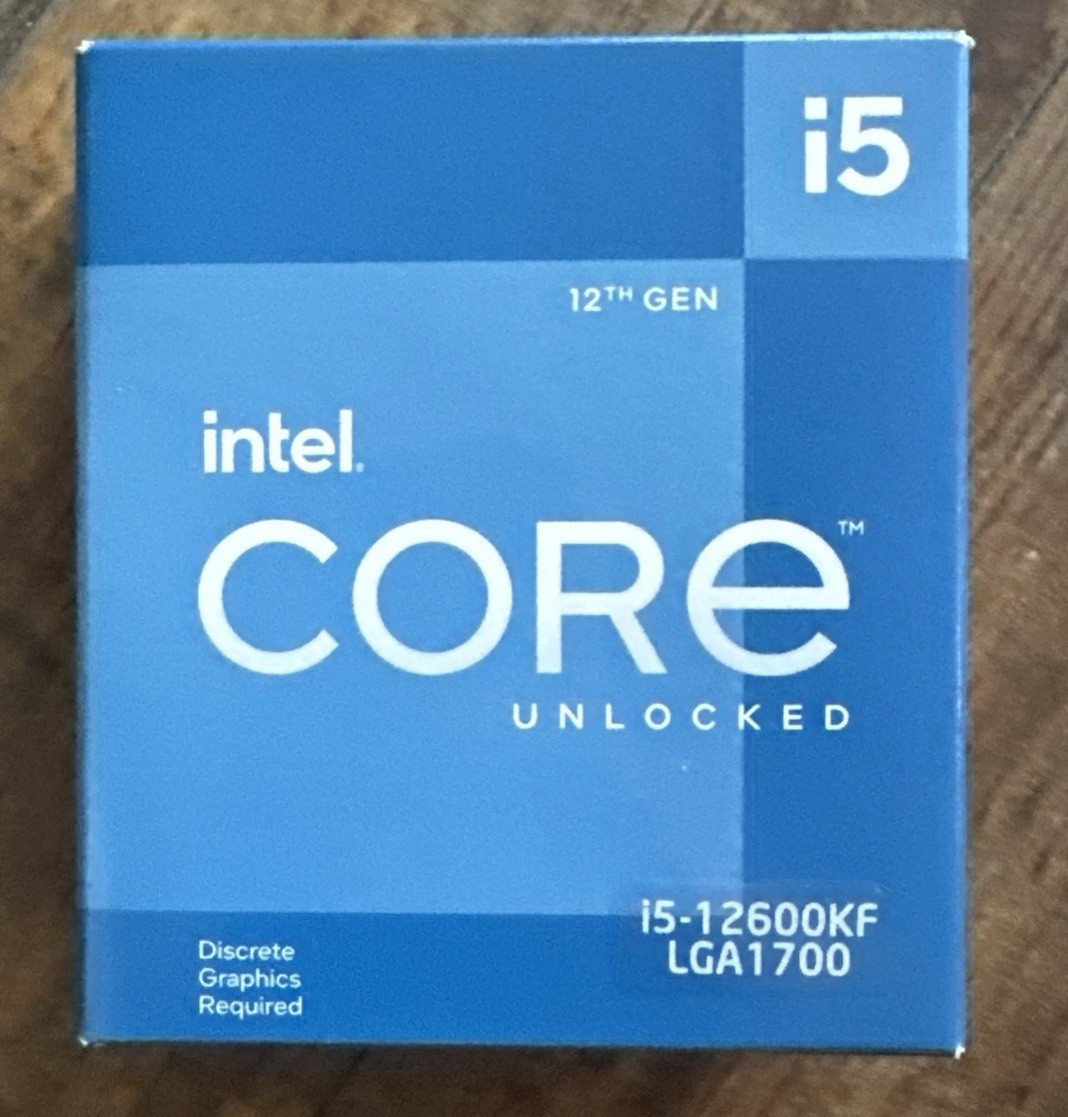 i5
12TH GEN
intel.
CORe™
UNLOCKED
i5-12600KF
LGA1700
Discrete
Graphics
Required